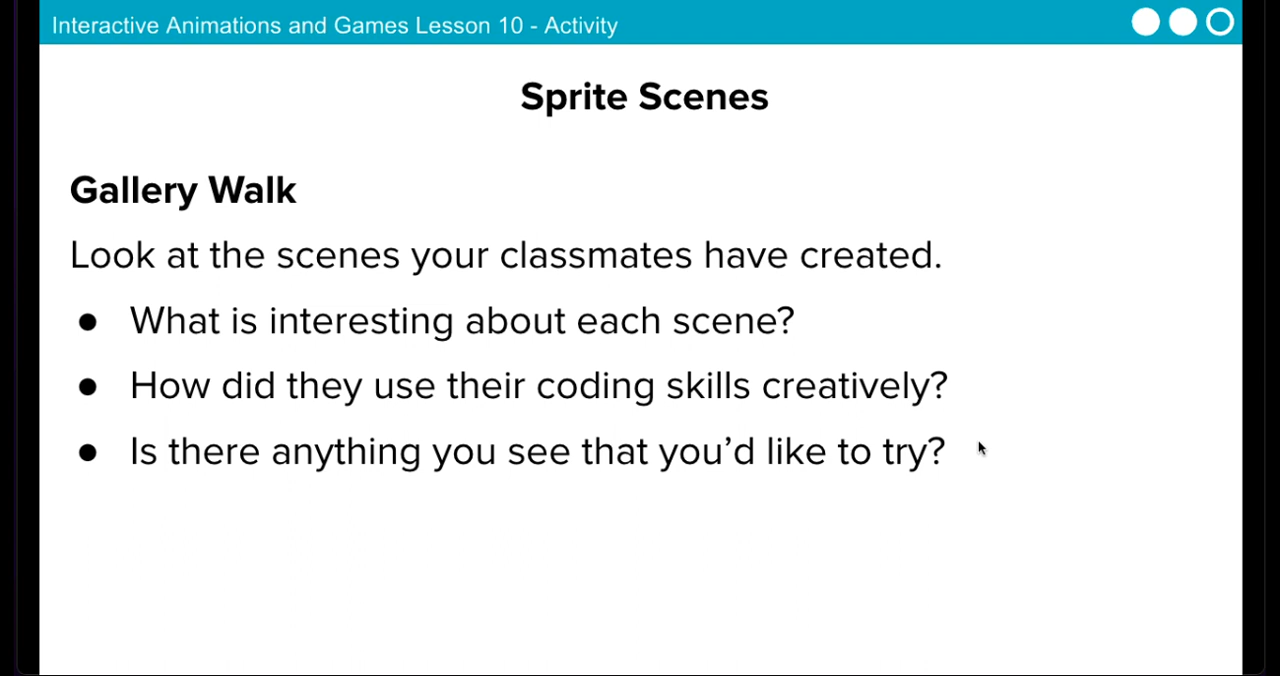 Interactive Animations and Games Lesson 10 - Activity
Sprite Scenes
Gallery Walk
Look at the scenes your classmates have created.
● What is interesting about each scene?
● How did they use their coding skills creatively?
● Is there anything you see that you’d like to try?